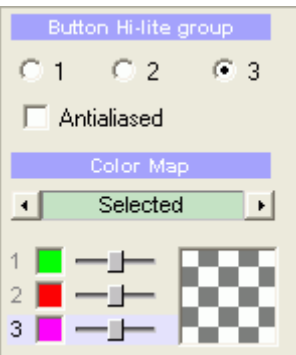 Button Hi-lite group
1 2 3
Antialiased
Color Map
Selected
1
2
3